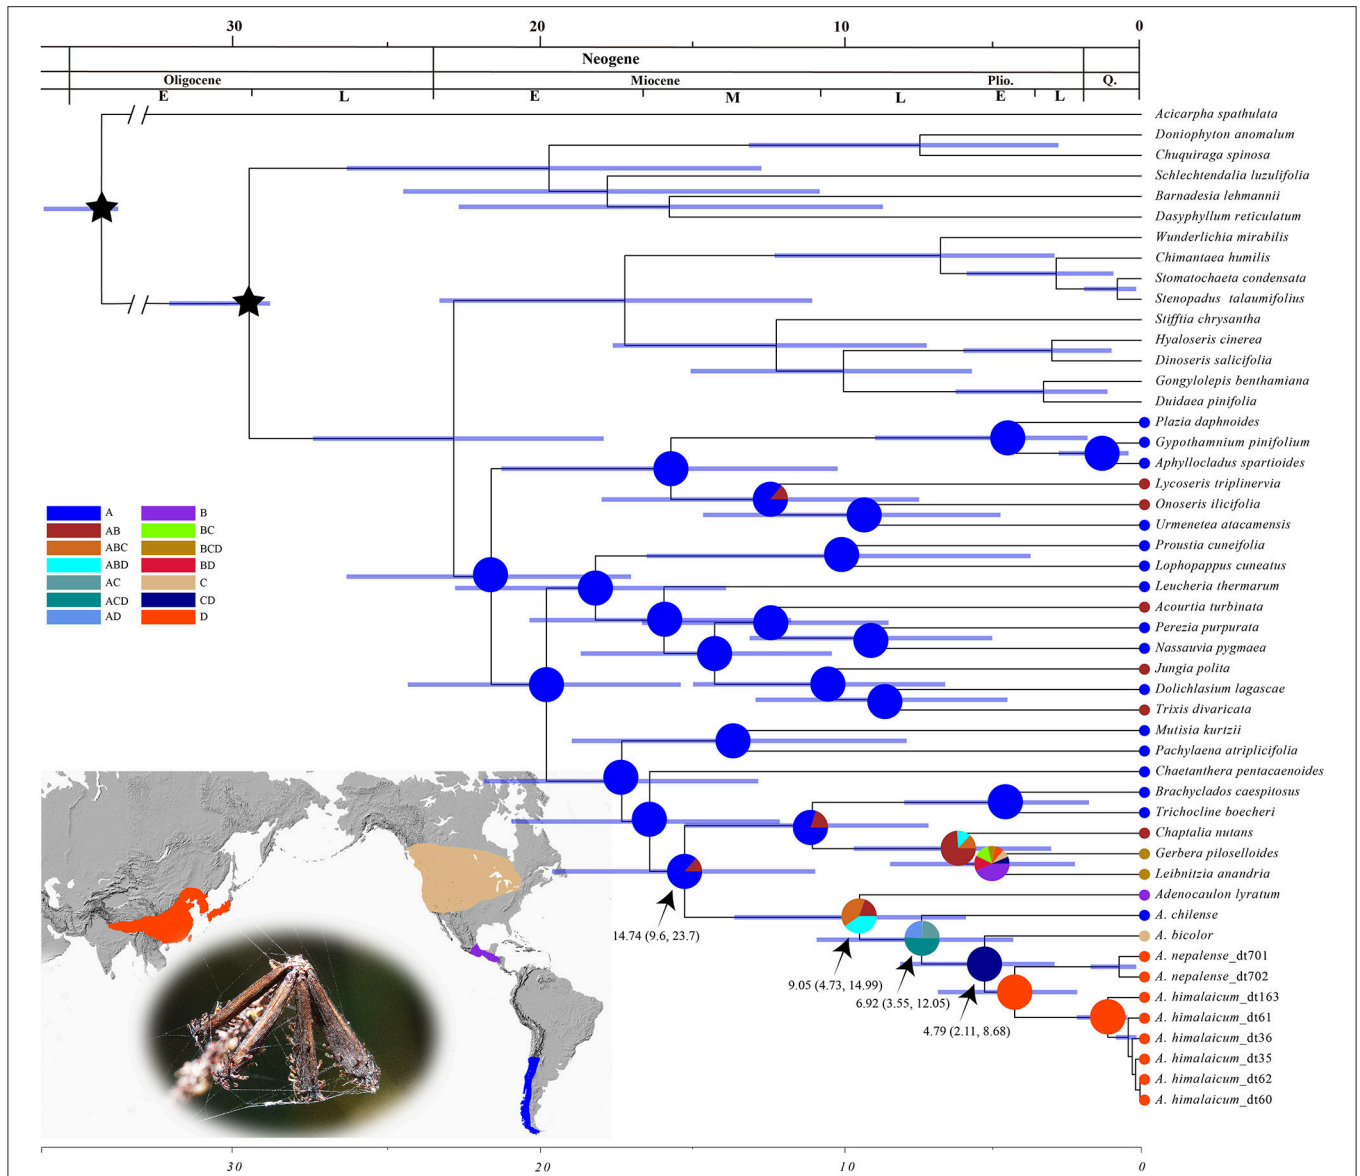 30 20 10 0
Neogene
Oligocene Miocene Plio. Q.
E L E M L E L
Acicarpha spathulata
Doniophyton anomalum
Chuquiraga spinosa
Schlechtendalia luzulifolia
Barnadesia lehmannii
Dasyphyllum reticulatum
Wunderlichia mirabilis
Chimantaea humilis
Stomatochaeta condensata
Stenopadus talaumifolius
Stifftia chrysantha
Hyaloseris cinerea
Dinoseris salicifolia
Gongylolepis benthamiana
Duidaea pinifolia
Plazia daphnoides
Gypothamnium pinifolium
Aphyllocladus spartioides
Lycoseris triplinervia
Onoseris ilicifolia
Urmenetea atacamensis
Proustia cuneifolia
Lophopappus cuneatus
Leucheria thermarum
Acourtia turbinata
Perezia purpurata
Nassauvia pygmaea
Jungia polita
Dolichlasium lagascae
Trixis divaricata
Mutisia kurtzii
Pachylaena atriplicifolia
Chaetanthera pentacaenoides
Brachyclados caespitosus
Trichocline boecheri
Chaptalia nutans
Gerbera piloselloides
Leibnitzia anandria
Adenocaulon lyratum
A. chilense
A. bicolor
A. nepalense_dt701
A. nepalense_dt702
A. himalaicum_dt163
A. himalaicum_dt61
A. himalaicum_dt36
A. himalaicum_dt35
A. himalaicum_dt62
A. himalaicum_dt60
A B
AB BC
ABC BCD
ABD BD
AC C
ACD CD
AD D
14.74 (9.6, 23.7)
9.05 (4.73, 14.99)
6.92 (3.55, 12.05)
4.79 (2.11, 8.68)
30 20 10 0